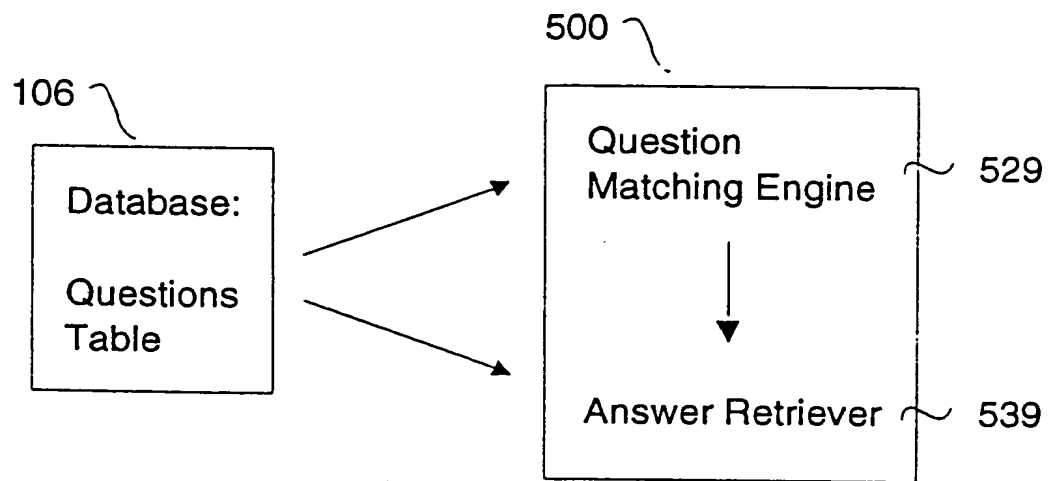 500
106
Database:
Questions
Table
Question
Matching Engine
529
Answer Retriever
539